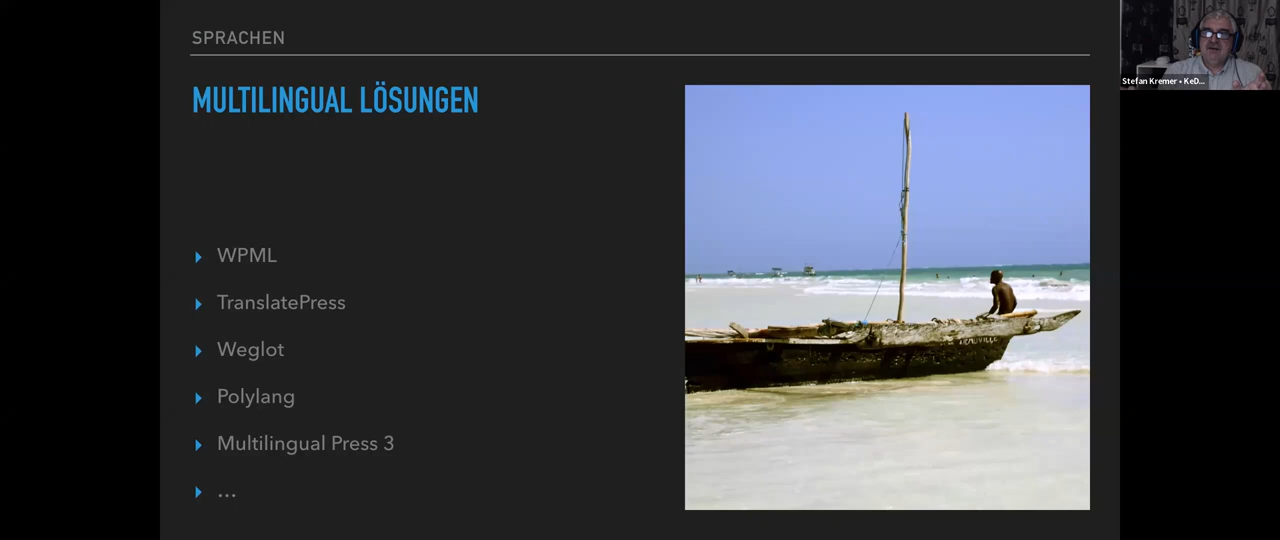 SPRACHEN
MULTILINGUAL LÖSUNGEN
WPML
TranslatePress
Weglot
Polylang
Multilingual Press 3
...
Stefan Kremer • KeD...